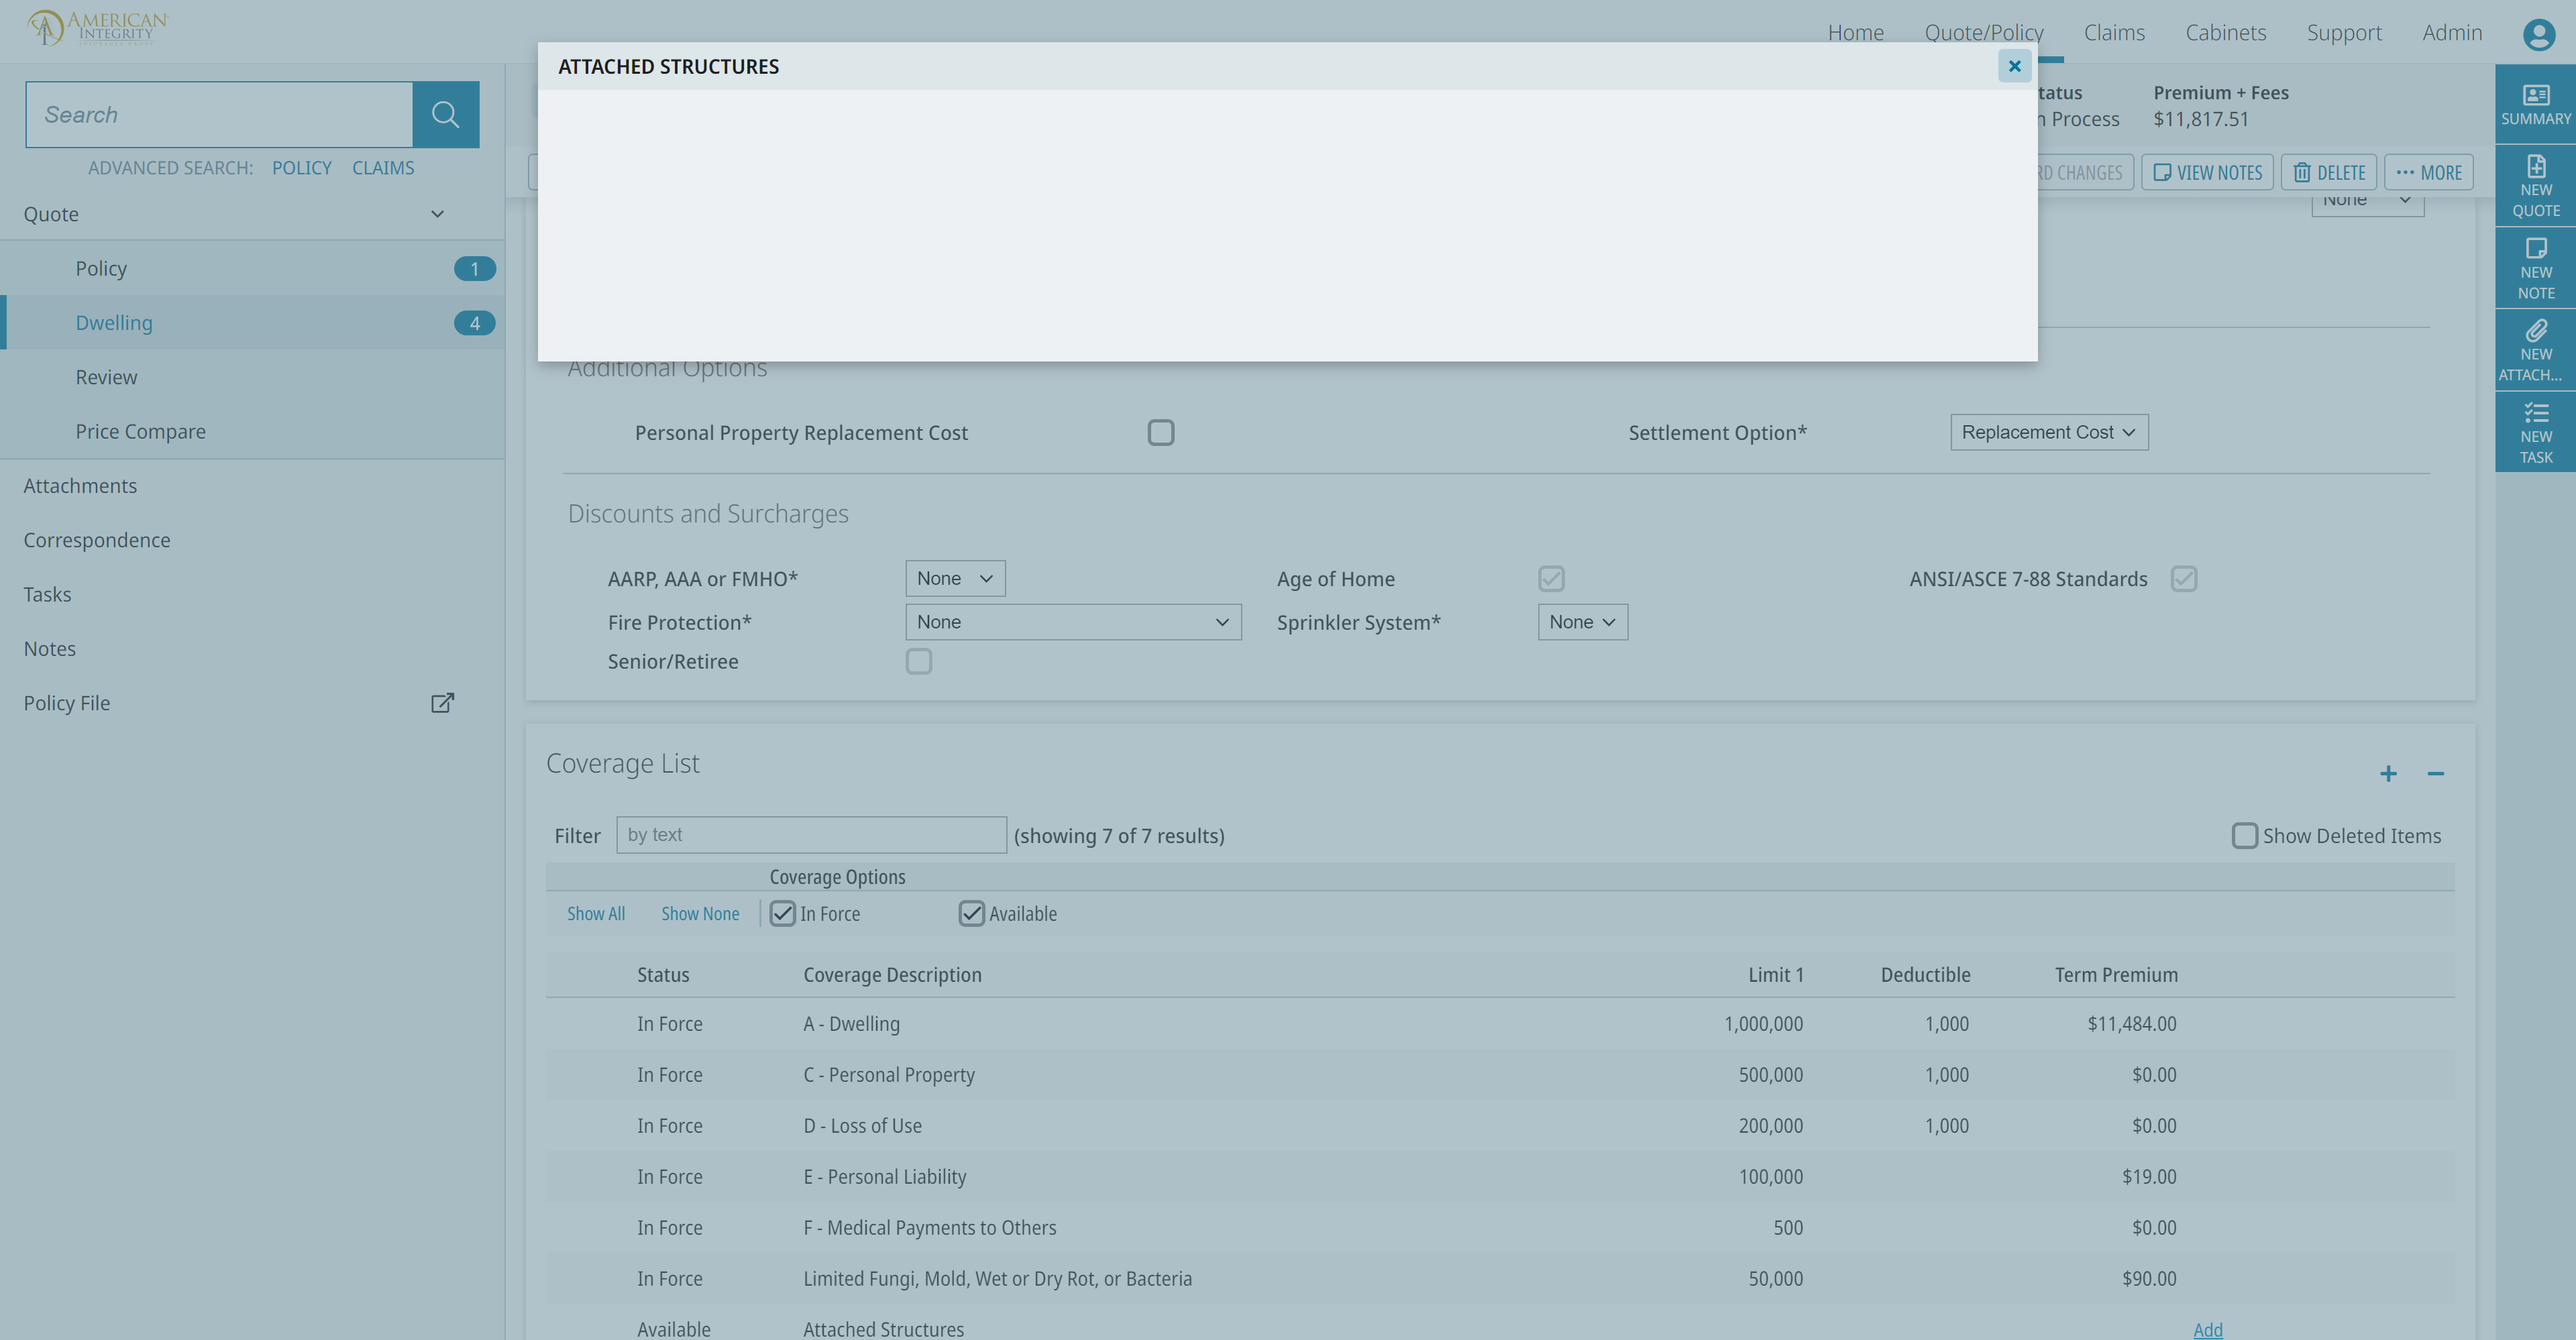 AMERICAN
INTEGRITY
Home Quote/Policy Claims Cabinets Support Admin
ATTACHED STRUCTURES
Search
ADVANCED SEARCH: POLICY CLAIMS
Quote
Policy 1
Dwelling 4
Review
Price Compare
Attachments
Correspondence
Tasks
Notes
Policy File
tatus Premium + Fees
Process $11,817.51
RD CHANGES VIEW NOTES DELETE MORE
None
SUMMARY
NEW
QUOTE
NEW
NOTE
NEW
ATTACH...
NEW
TASK
Additional Options
Personal Property Replacement Cost Settlement Option* Replacement Cost
Discounts and Surcharges
AARP, AAA or FMHO* None Age of Home ANSI/ASCE 7-88 Standards
Fire Protection* None Sprinkler System* None
Senior/Retiree
Coverage List
Filter by text (showing 7 of 7 results) Show Deleted Items
Coverage Options
Show All Show None In Force Available
Status Coverage Description Limit 1 Deductible Term Premium
In Force A - Dwelling 1,000,000 1,000 $11,484.00
In Force C - Personal Property 500,000 1,000 $0.00
In Force D - Loss of Use 200,000 1,000 $0.00
In Force E - Personal Liability 100,000 $19.00
In Force F - Medical Payments to Others 500 $0.00
In Force Limited Fungi, Mold, Wet or Dry Rot, or Bacteria 50,000 $90.00
Available Attached Structures Add